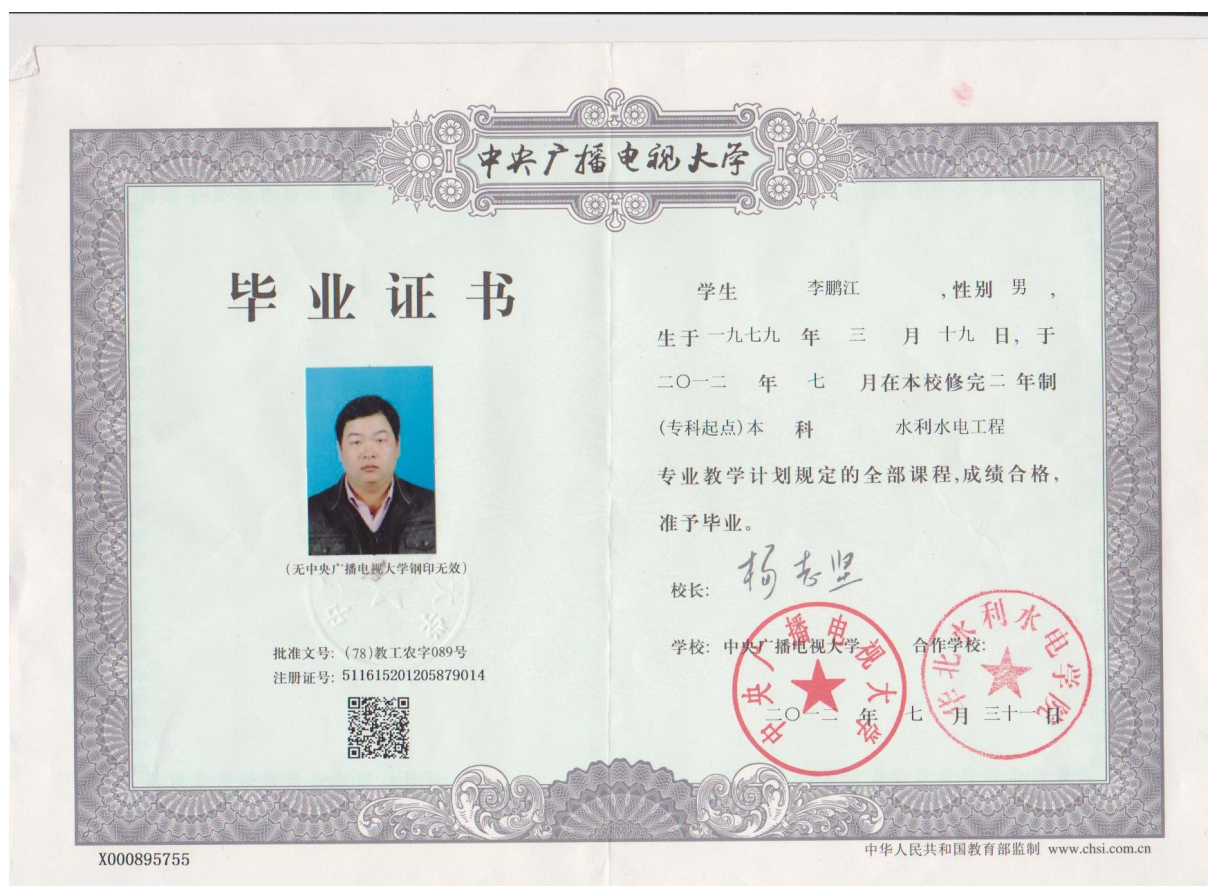 中央广播电视大学
毕业证书
(无中央广播电视大学钢印无效)
批准文号: (78)教工农字089号
注册证号: 511615201205879014
X000895755
学生 李鹏江 ,性别 男 ,
生于一九七九 年 三 月 十九 日, 于
二〇一二 年 七 月在本校修完二 年制
(专科起点)本 科 水利水电工程
专业教学计划规定的全部课程,成绩合格,
准予毕业。
校长: 杨志坚
学校: 中央广播电视大学 合作学校:
中央广播电视大学
华北水利水电学院
二〇一二 年 七 月 三十一日
中华人民共和国教育部监制 www.chsi.com.cn